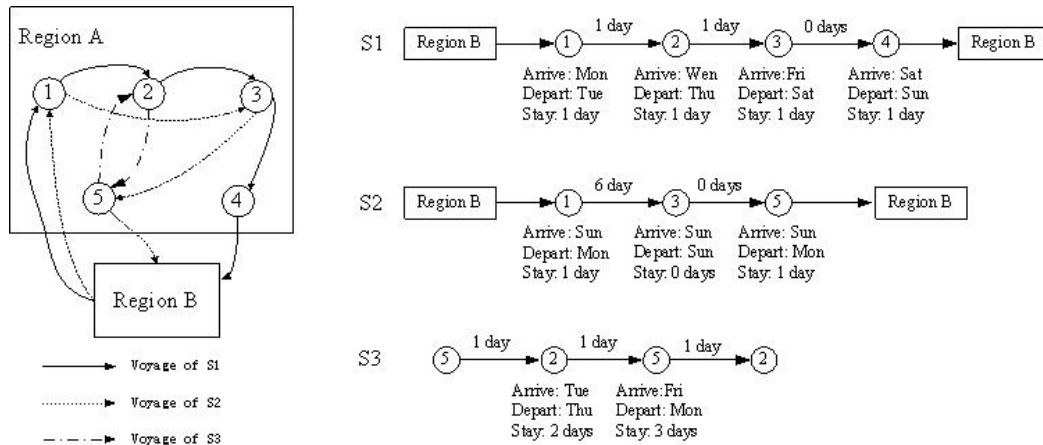 Region A
1
2
3
5
4
Region B
Voyage of S1
Voyage of S2
Voyage of S3
S1
Region B
1
1 day
2
1 day
3
0 days
4
Region B
Arrive: Mon
Depart: Tue
Stay: 1 day
Arrive: Wen
Depart: Thu
Stay: 1 day
Arrive:Fri
Depart: Sat
Stay: 1 day
Arrive: Sat
Depart: Sun
Stay: 1 day
S2
Region B
1
6 day
3
0 days
5
Region B
Arrive: Sun
Depart: Mon
Stay: 1 day
Arrive: Sun
Depart: Sun
Stay: 0 days
Arrive: Sun
Depart: Mon
Stay: 1 day
S3
5
1 day
2
1 day
5
1 day
2
Arrive: Tue
Depart: Thu
Stay: 2 days
Arrive:Fri
Depart: Mon
Stay: 3 days